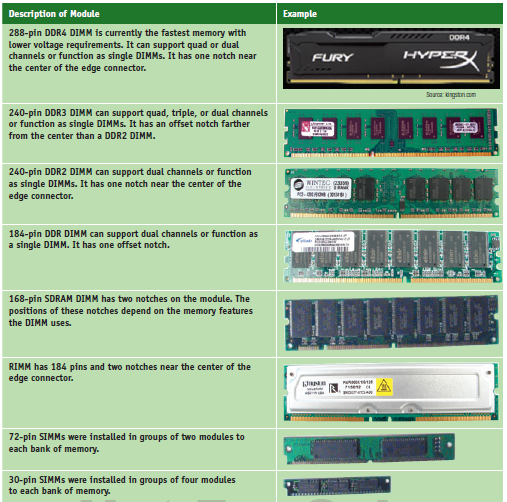 Description of Module
Example
288-pin DDR4 DIMM is currently the fastest memory with
lower voltage requirements. It can support quad or dual
channels or function as single DIMMs. It has one notch near
the center of the edge connector.
DDR4
FURY
HYPERX
Source: kingston.com
240-pin DDR3 DIMM can support quad, triple, or dual channels
or function as single DIMMs. It has an offset notch farther
from the center than a DDR2 DIMM.
240-pin DDR2 DIMM can support dual channels or function
as single DIMMs. It has one notch near the center of the
edge connector.
WINTEC
184-pin DDR DIMM can support dual channels or function as
a single DIMM. It has one offset notch.
168-pin SDRAM DIMM has two notches on the module. The
positions of these notches depend on the memory features
the DIMM uses.
RIMM has 184 pins and two notches near the center of the
edge connector.
Kingston
72-pin SIMMs were installed in groups of two modules to
each bank of memory.
30-pin SIMMs were installed in groups of four modules
to each bank of memory.